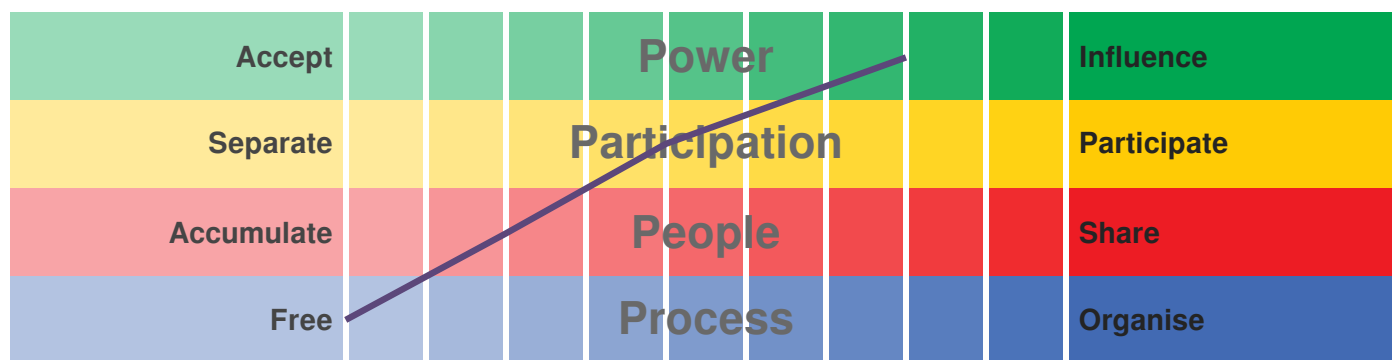 Accept Power Influence
Separate Participation Participate
Accumulate People Share
Free Process Organise